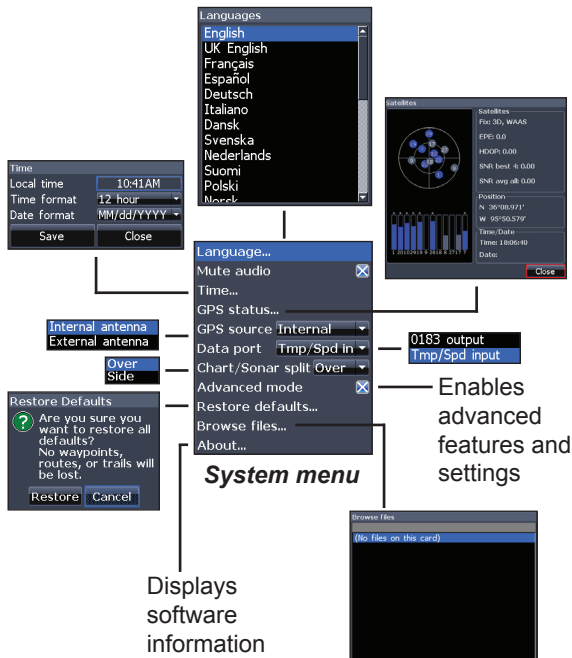 Languages
English
UK English
Français
Español
Deutsch
Italiano
Dansk
Svenska
Nederlands
Suomi
Polski
Norsk
Satellites
Satellites
Fix: 3D, WAAS
EPE: 0.0
HDOP: 0.00
SNR best 4: 0.00
SNR avg all: 0.00
Position
N 36°08.971'
W 95°50.579'
Time/Date
Time: 18:06:40
Date:
Close
Time
Local time 10:41AM
Time format 12 hour
Date format MM/dd/YYYY
Save Close
Language...
Mute audio
Time...
GPS status...
GPS source Internal
Data port Tmp/Spd in
Chart/Sonar split Over
Advanced mode
Restore defaults...
Browse files...
About...
System menu
Internal antenna
External antenna
Over
Side
0183 output
Tmp/Spd input
Restore Defaults
Are you sure you
want to restore all
defaults?
No waypoints,
routes, or trails will
be lost.
Restore Cancel
Enables
advanced
features and
settings
Browse files
(No files on this card)
Displays
software
information